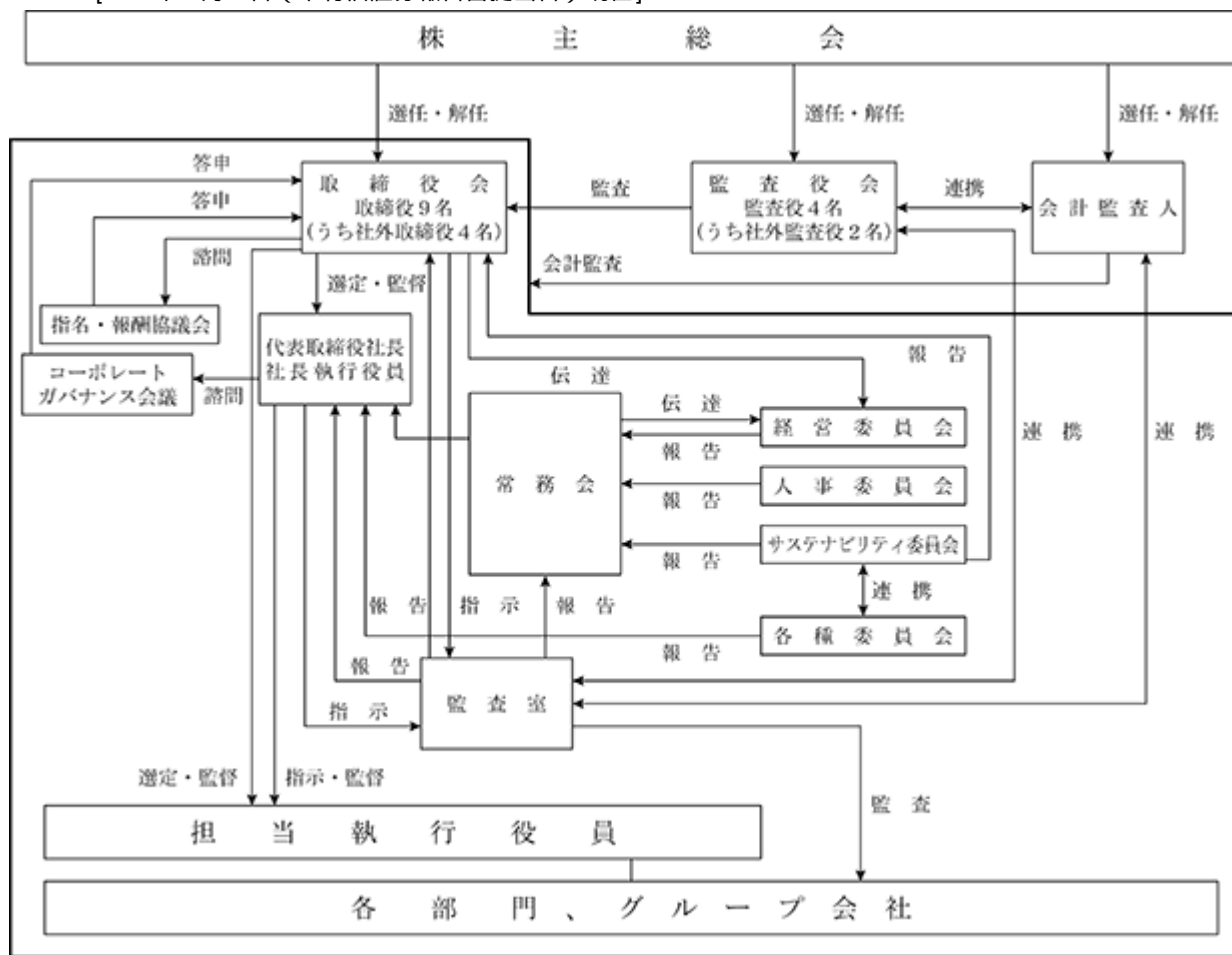 株主総会
選任・解任
選任・解任
選任・解任
答申
取締役会
取締役9名
(うち社外取締役4名)
監査
監査役会
監査役4名
(うち社外監査役2名)
連携
会計監査人
答申
諮問
選定・監督
会計監査
指名・報酬協議会
代表取締役社長
社長執行役員
報告
コーポレート
ガバナンス会議
諮問
伝達
伝達
経営委員会
連携
連携
報告
常務会
人事委員会
報告
サステナビリティ委員会
報告
連携
報告
指示
報告
各種委員会
報告
報告
監査室
指示
選定・監督
指示・監督
監査
担当執行役員
各部門、グループ会社